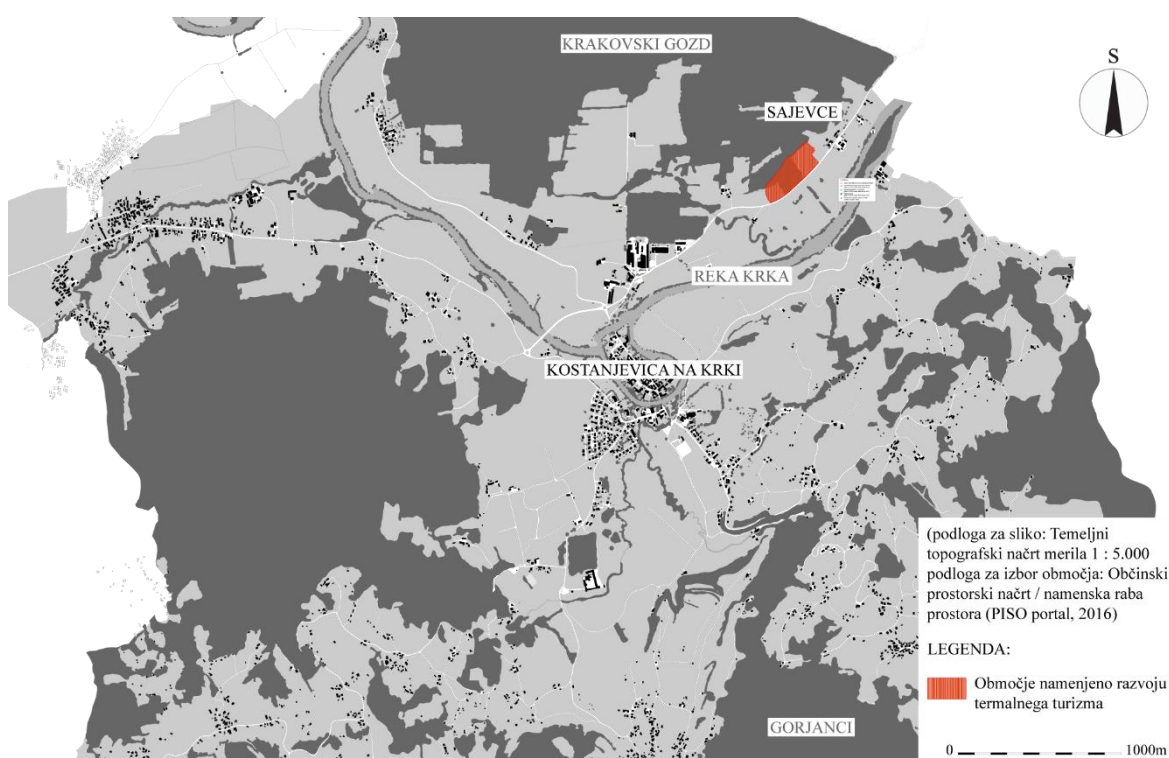 KRAKOVSKI GOZD
S
SAJEVCE
REKA KRKA
KOSTANJEVICA NA KRKI
(podloga za sliko: Temeljni
topografski načrt merila 1 : 5.000
podloga za izbor območja: Občinski
prostorski načrt / namenska raba
prostora (PISO portal, 2016)
LEGENDA:
Območje namenjeno razvoju
termalnega turizma
GORJANCI
0 1000m